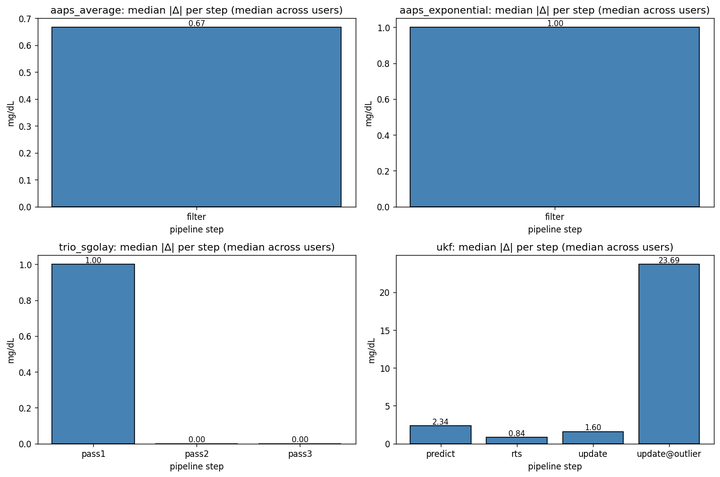 aaps_average: median |Δ| per step (median across users)
0.7
0.6
0.5
0.4
0.3
0.2
0.1
0.0
mg/dL
0.67
filter
pipeline step
aaps_exponential: median |Δ| per step (median across users)
1.0
0.8
0.6
0.4
0.2
0.0
mg/dL
1.00
filter
pipeline step
trio_sgolay: median |Δ| per step (median across users)
1.0
0.8
0.6
0.4
0.2
0.0
mg/dL
1.00
0.00
0.00
pass1 pass2 pass3
pipeline step
ukf: median |Δ| per step (median across users)
20
15
10
5
0
mg/dL
2.34
0.84
1.60
23.69
predict rts update update@outlier
pipeline step